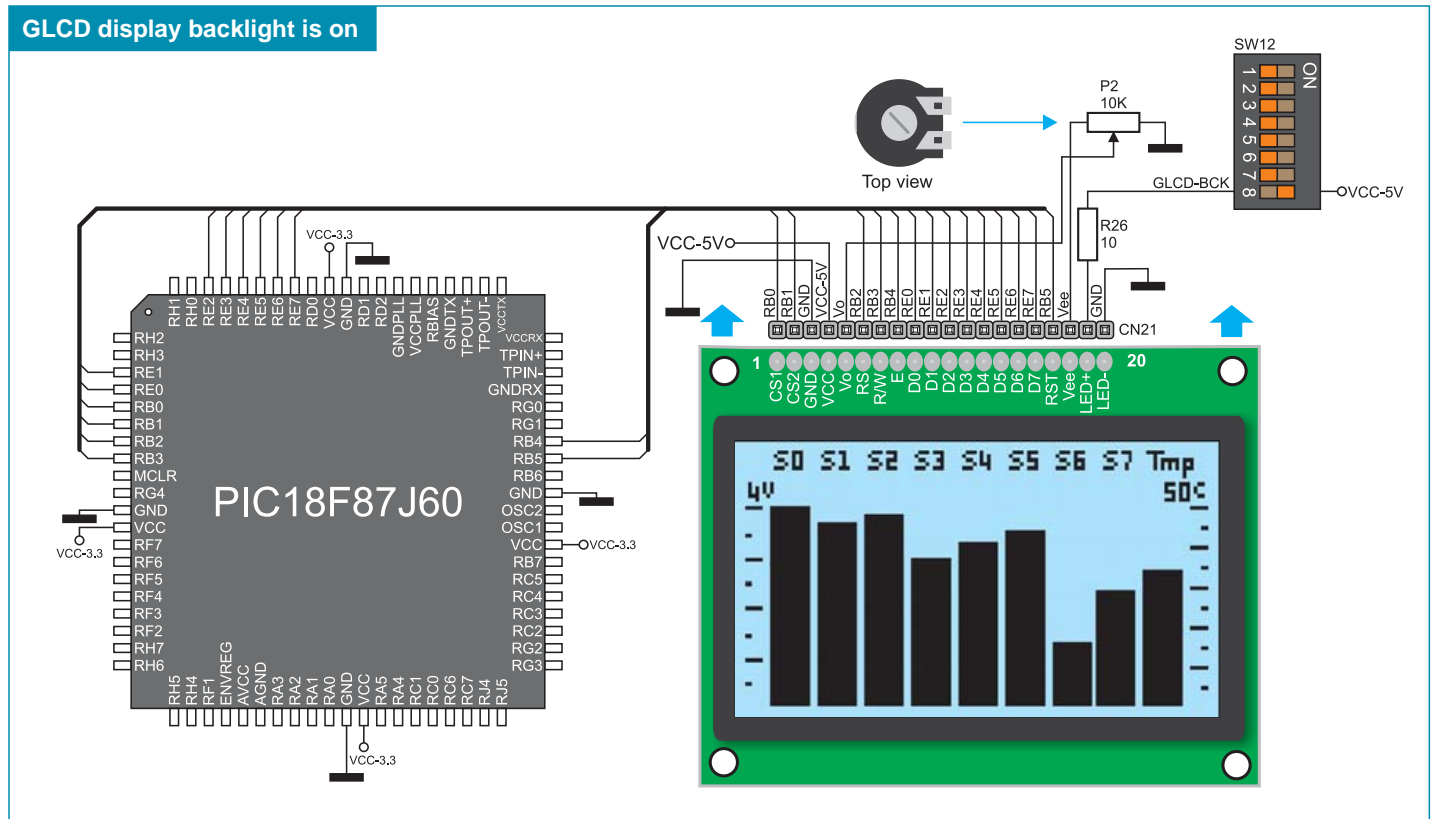 GLCD display backlight is on
SW12
ON
1
2
3
4
5
6
7
8
P2
10K
Top view
GLCD-BCK
VCC-5V
R26
10
VCC-5V
RB0
RB1
GND
VCC-5V
Vo
RB2
RB3
RB4
RE0
RE1
RE2
RE3
RE4
RE5
RE6
RE7
RB5
Vee
GND
CN21
1
20
CS1
CS2
GND
VCC
Vo
RS
R/W
E
D0
D1
D2
D3
D4
D5
D6
D7
RST
Vee
LED+
LED-
S0 S1 S2 S3 S4 S5 S6 S7 Tmp
4V
50C
VCC-3.3
RH1
RH0
RE2
RE3
RE4
RE5
RE6
RE7
RD0
VCC
GND
RD1
RD2
GNDPLL
VCCPLL
RBIAS
GNDTX
TPOUT+
TPOUT-
VCCTX
RH2
RH3
RE1
RE0
RB0
RB1
RB2
RB3
MCLR
RG4
GND
VCC
RF7
RF6
RF5
RF4
RF3
RF2
RH7
RH6
VCC-3.3
PIC18F87J60
VCCRX
TPIN+
TPIN-
GNDRX
RG0
RG1
RB4
RB5
RB6
GND
OSC2
OSC1
VCC
RB7
RC5
RC4
RC3
RC2
RG2
RG3
VCC-3.3
RH5
RH4
RF1
ENVREG
AVCC
AGND
RA3
RA2
RA1
RA0
GND
VCC
RA5
RA4
RC1
RC0
RC6
RC7
RJ4
RJ5
VCC-3.3